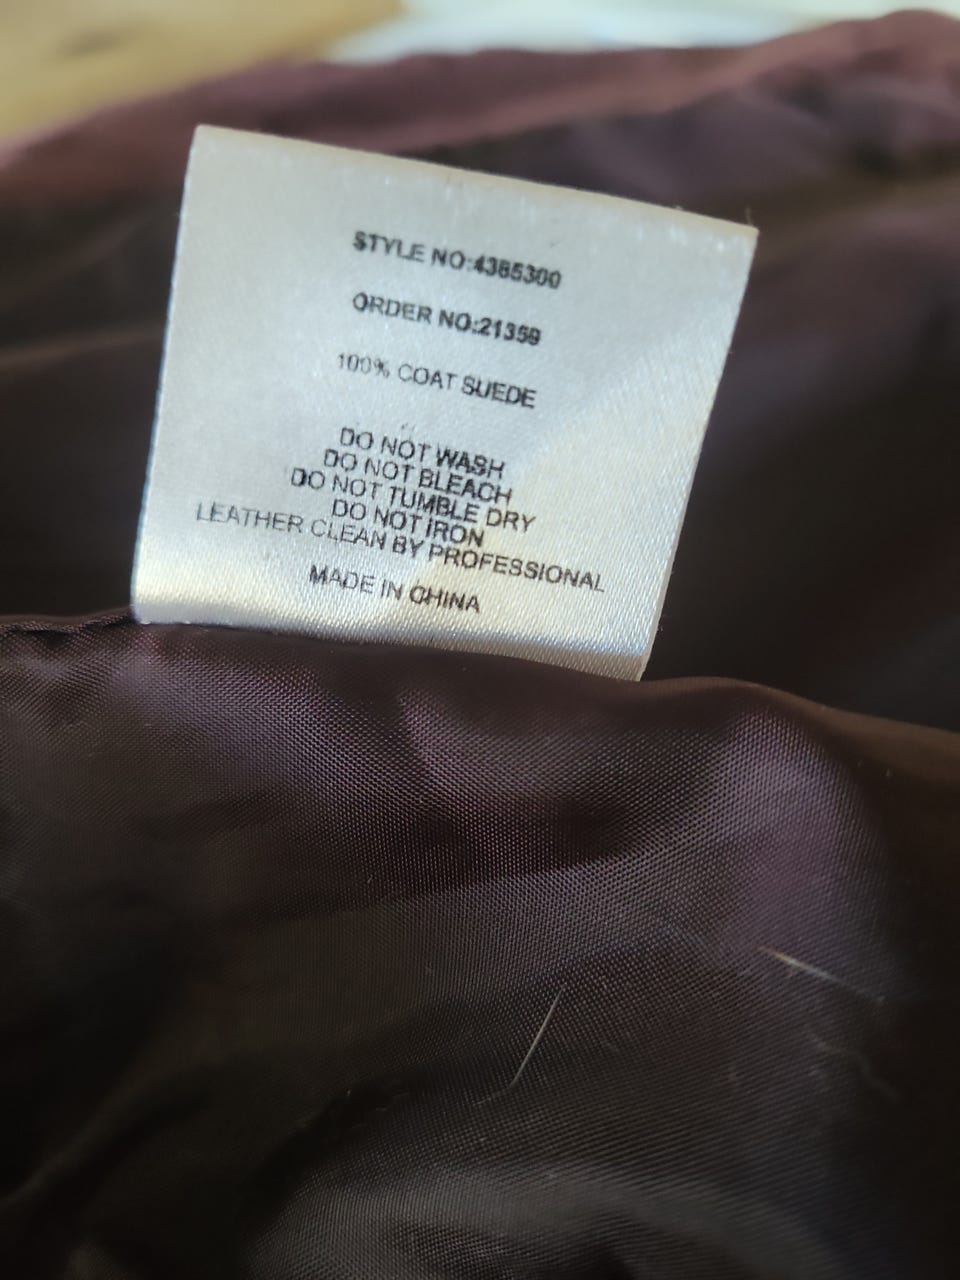 STYLE NO:4385300
ORDER NO:21359
100% COAT SUEDE
DO NOT WASH
DO NOT BLEACH
DO NOT TUMBLE DRY
DO NOT IRON
LEATHER CLEAN BY PROFESSIONAL
MADE IN CHINA